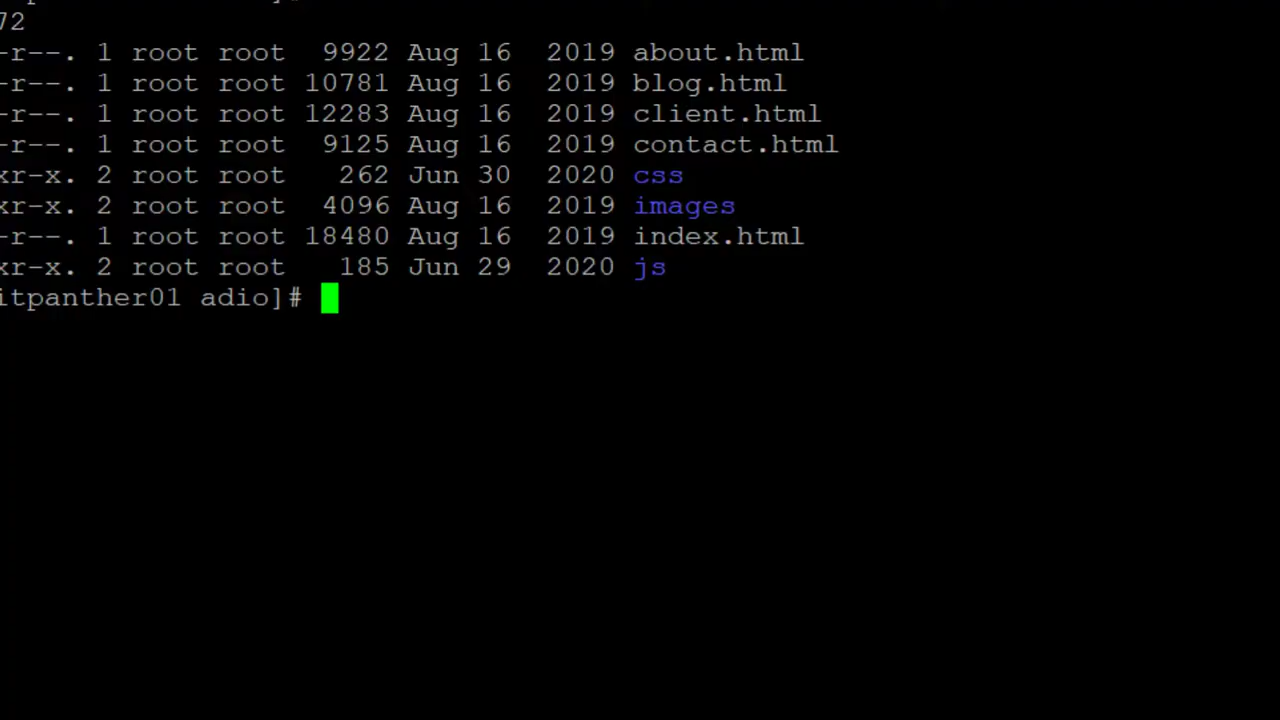 72
-r--. 1 root root 9922 Aug 16 2019 about.html
-r--. 1 root root 10781 Aug 16 2019 blog.html
-r--. 1 root root 12283 Aug 16 2019 client.html
-r--. 1 root root 9125 Aug 16 2019 contact.html
xr-x. 2 root root 262 Jun 30 2020 css
xr-x. 2 root root 4096 Aug 16 2019 images
-r--. 1 root root 18480 Aug 16 2019 index.html
xr-x. 2 root root 185 Jun 29 2020 js
itpanther01 adio]#